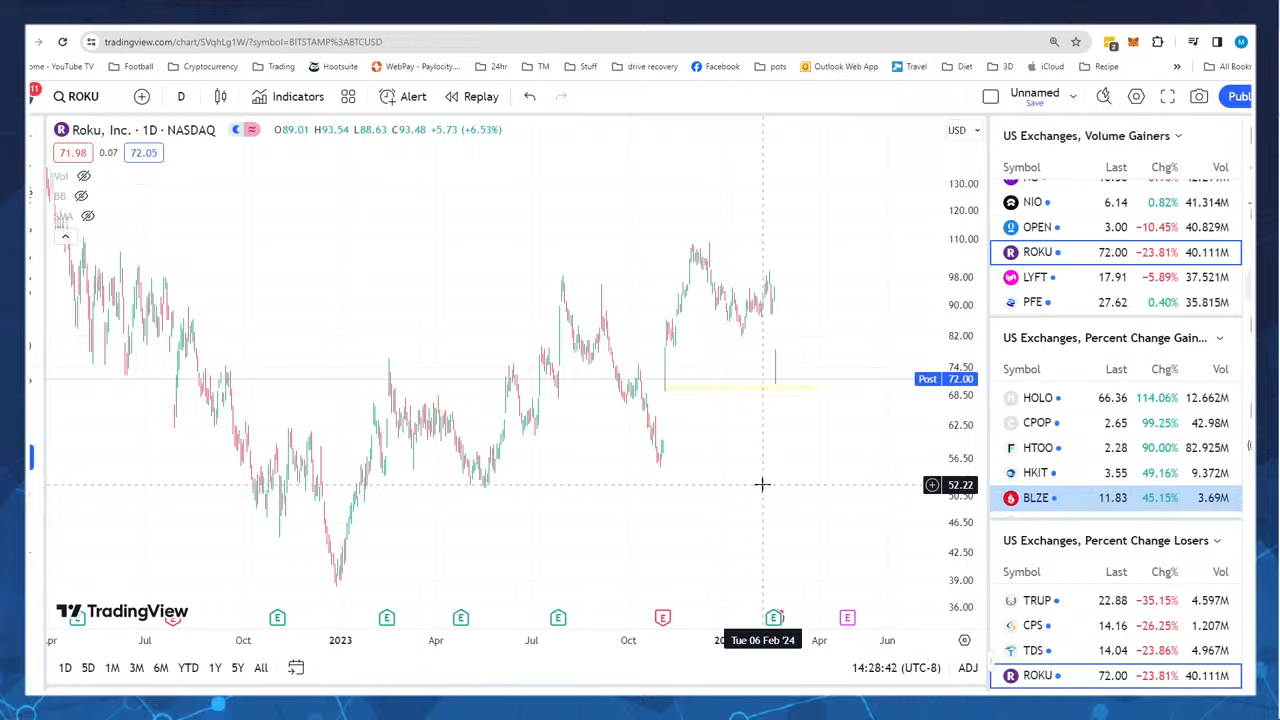 tradingview.com/chart/SVqhLg1W/?symbol=BITSTAMP%3ABTCUSD
2
ome - YouTube TV Football Cryptocurrency Trading Hootsuite WebPay - Paylocity... 24hr TM Stuff drive recovery Facebook pots Outlook Web App Travel Diet 3D iCloud Recipe » All Book
11
ROKU D Indicators Alert Replay Unnamed Save Publ
Roku, Inc. · 1D · NASDAQ O89.01 H93.54 L88.63 C93.48 +5.73 (+6.53%) USD
71.98 0.07 72.05
Vol
BB
SMA
130.00
120.00
110.00
98.00
90.00
82.00
74.50
Post 72.00
68.50
62.50
56.50
52.22
50.50
46.50
42.50
39.00
36.00
E E E E E E E E
TradingView
Apr Jul Oct 2023 Apr Jul Oct Tue 06 Feb '24 Apr Jun
1D 5D 1M 3M 6M YTD 1Y 5Y All 14:28:42 (UTC-8) ADJ
US Exchanges, Volume Gainers
Symbol Last Chg% Vol
NIO 6.14 0.82% 41.314M
OPEN 3.00 −10.45% 40.829M
ROKU 72.00 −23.81% 40.111M
LYFT 17.91 −5.89% 37.521M
PFE 27.62 0.40% 35.815M
US Exchanges, Percent Change Gain...
Symbol Last Chg% Vol
HOLO 66.36 114.06% 12.662M
CPOP 2.65 99.25% 42.98M
HTOO 2.28 90.00% 82.925M
HKIT 3.55 49.16% 9.372M
BLZE 11.83 45.15% 3.69M
US Exchanges, Percent Change Losers
Symbol Last Chg% Vol
TRUP 22.88 −35.15% 4.597M
CPS 14.16 −26.25% 1.207M
TDS 14.04 −23.86% 4.967M
ROKU 72.00 −23.81% 40.111M